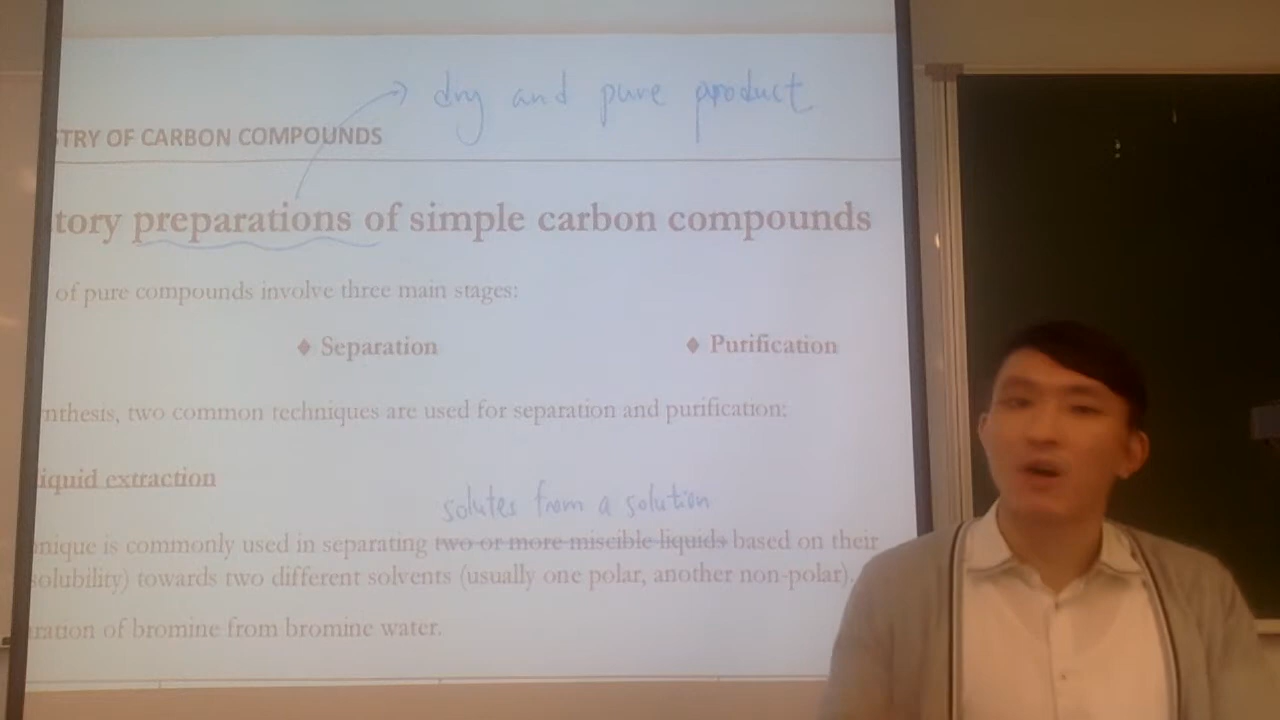 dry and pure product
TRY OF CARBON COMPOUNDS
tory preparations of simple carbon compounds
of pure compounds involve three main stages:
♦ Separation ♦ Purification
nthesis, two common techniques are used for separation and purification:
iquid extraction
solutes from a solution
nique is commonly used in separating two or more miscible liquids based on their
solubility) towards two different solvents (usually one polar, another non-polar).
ration of bromine from bromine water.